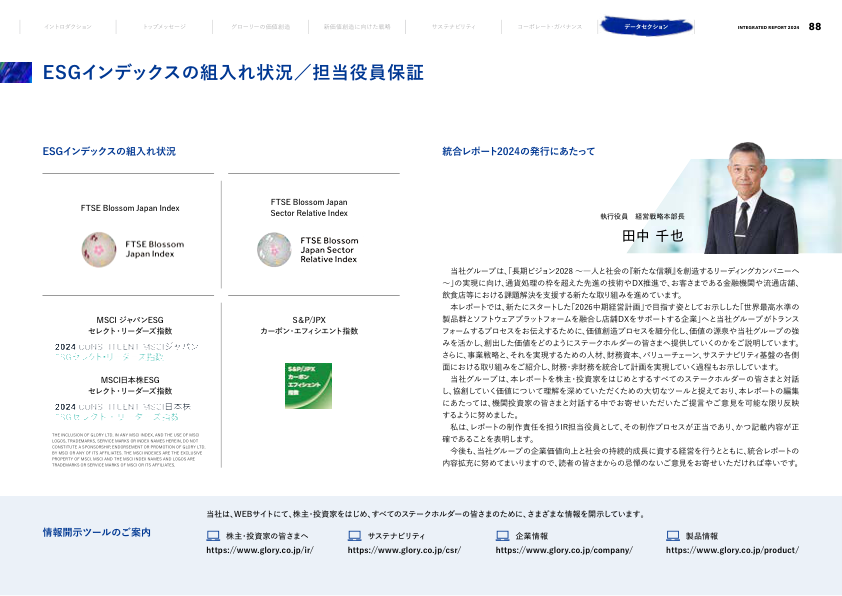 イントロダクション
トップメッセージ
グローリーの価値創造
新価値創造に向けた戦略
サステナビリティ
コーポレート・ガバナンス
データセクション
INTEGRATED REPORT 2024 88
ESGインデックスの組入れ状況／担当役員保証
ESGインデックスの組入れ状況
FTSE Blossom Japan Index
FTSE Blossom
Japan Index
FTSE Blossom Japan
Sector Relative Index
FTSE Blossom
Japan Sector
Relative Index
MSCI ジャパンESG
セレクト・リーダーズ指数
2024 CONSTITUENT MSCIジャパン
ESGセレクト・リーダーズ指数
MSCI日本株ESG
セレクト・リーダーズ指数
2024 CONSTITUENT MSCI日本株
ESGセレクト・リーダーズ指数
THE INCLUSION OF GLORY LTD. IN ANY MSCI INDEX, AND THE USE OF MSCI
LOGOS, TRADEMARKS, SERVICE MARKS OR INDEX NAMES HEREIN, DO NOT
CONSTITUTE A SPONSORSHIP, ENDORSEMENT OR PROMOTION OF GLORY LTD.
BY MSCI OR ANY OF ITS AFFILIATES. THE MSCI INDEXES ARE THE EXCLUSIVE
PROPERTY OF MSCI. MSCI AND THE MSCI INDEX NAMES AND LOGOS ARE
TRADEMARKS OR SERVICE MARKS OF MSCI OR ITS AFFILIATES.
S&P/JPX
カーボン・エフィシエント指数
S&P/JPX
カーボン
エフィシエント
指数
統合レポート2024の発行にあたって
執行役員　経営戦略本部長
田中 千也
当社グループは、「長期ビジョン2028 ～―人と社会の『新たな信頼』を創造するリーディングカンパニーへ
～」の実現に向け、通貨処理の枠を超えた先進の技術やDX推進で、お客さまである金融機関や流通店舗、
飲食店等における課題解決を支援する新たな取り組みを進めています。
本レポートでは、新たにスタートした「2026中期経営計画」で目指す姿としてお示しした「世界最高水準の
製品群とソフトウェアプラットフォームを融合し店舗DXをサポートする企業」へと当社グループがトランス
フォームするプロセスをお伝えするために、価値創造プロセスを細分化し、価値の源泉や当社グループの強
みを活かし、創出した価値をどのようにステークホルダーの皆さまへ提供していくのかをご説明しています。
さらに、事業戦略と、それを実現するための人材、財務資本、バリューチェーン、サステナビリティ基盤の各側
面における取り組みをご紹介し、財務・非財務を統合して計画を実現していく過程もお示ししています。
当社グループは、本レポートを株主・投資家をはじめとするすべてのステークホルダーの皆さまと対話
し、協創していく価値について理解を深めていただくための大切なツールと捉えており、本レポートの編集
にあたっては、機関投資家の皆さまと対話する中でお寄せいただいたご提言やご意見を可能な限り反映
するように努めました。
私は、レポートの制作責任を担うIR担当役員として、その制作プロセスが正当であり、かつ記載内容が正
確であることを表明します。
今後も、当社グループの企業価値向上と社会の持続的成長に資する経営を行うとともに、統合レポートの
内容拡充に努めてまいりますので、読者の皆さまからの忌憚のないご意見をお寄せいただければ幸いです。
情報開示ツールのご案内
当社は、WEBサイトにて、株主・投資家をはじめ、すべてのステークホルダーの皆さまのために、さまざまな情報を開示しています。
株主・投資家の皆さまへ
https://www.glory.co.jp/ir/
サステナビリティ
https://www.glory.co.jp/csr/
企業情報
https://www.glory.co.jp/company/
製品情報
https://www.glory.co.jp/product/